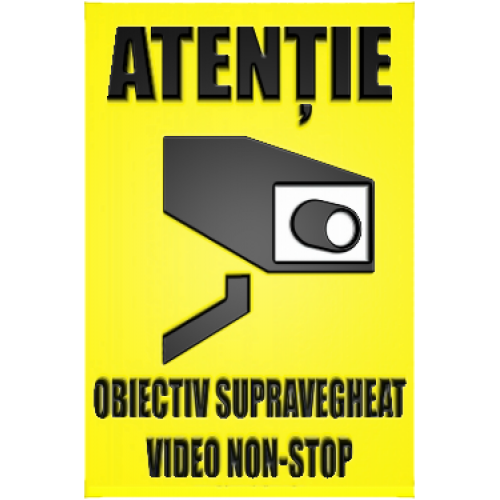 ATENȚIE
OBIECTIV SUPRAVEGHEAT
VIDEO NON-STOP